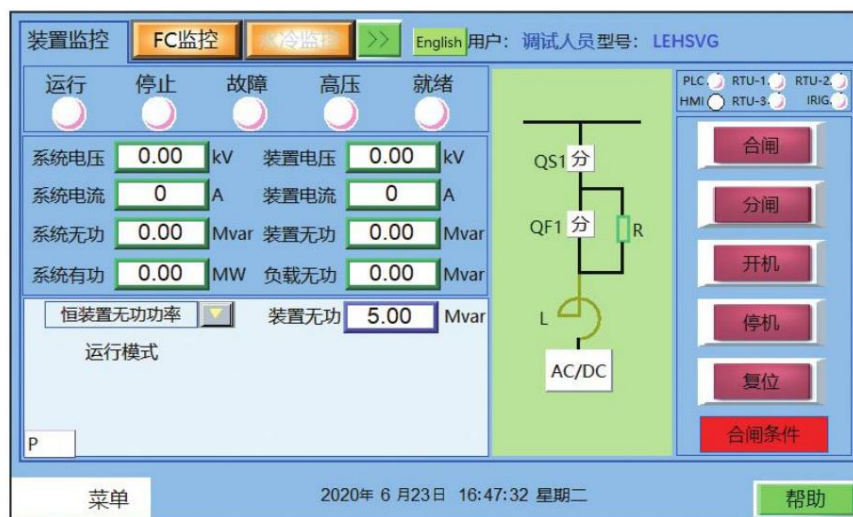 装置监控 FC监控 水冷监控 >> English 用户：调试人员 型号：LEHSVG
运行 停止 故障 高压 就绪
PLC RTU-1 RTU-2
HMI RTU-3 IRIG
系统电压 0.00 kV 装置电压 0.00 kV
系统电流 0 A 装置电流 0 A
系统无功 0.00 Mvar 装置无功 0.00 Mvar
系统有功 0.00 MW 负载无功 0.00 Mvar
恒装置无功功率 装置无功 5.00 Mvar
运行模式
P
QS1 分
QF1 分 R
L
AC/DC
合闸
分闸
开机
停机
复位
合闸条件
菜单 2020年 6月23日 16:47:32 星期二 帮助